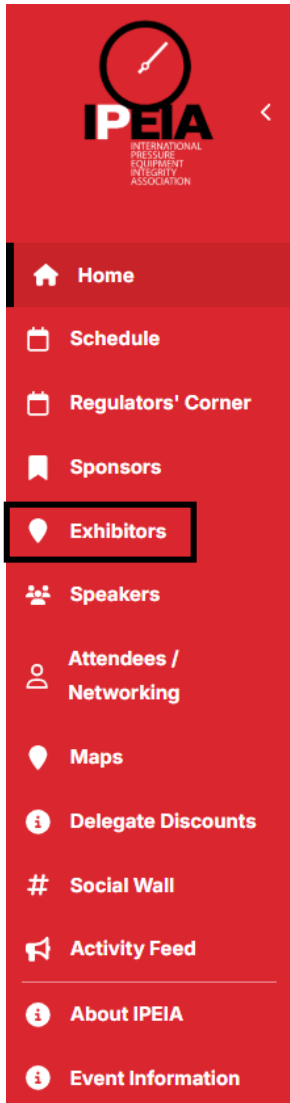 IPEIA
INTERNATIONAL
PRESSURE
EQUIPMENT
INTEGRITY
ASSOCIATION
Home
Schedule
Regulators' Corner
Sponsors
Exhibitors
Speakers
Attendees /
Networking
Maps
Delegate Discounts
# Social Wall
Activity Feed
About IPEIA
Event Information